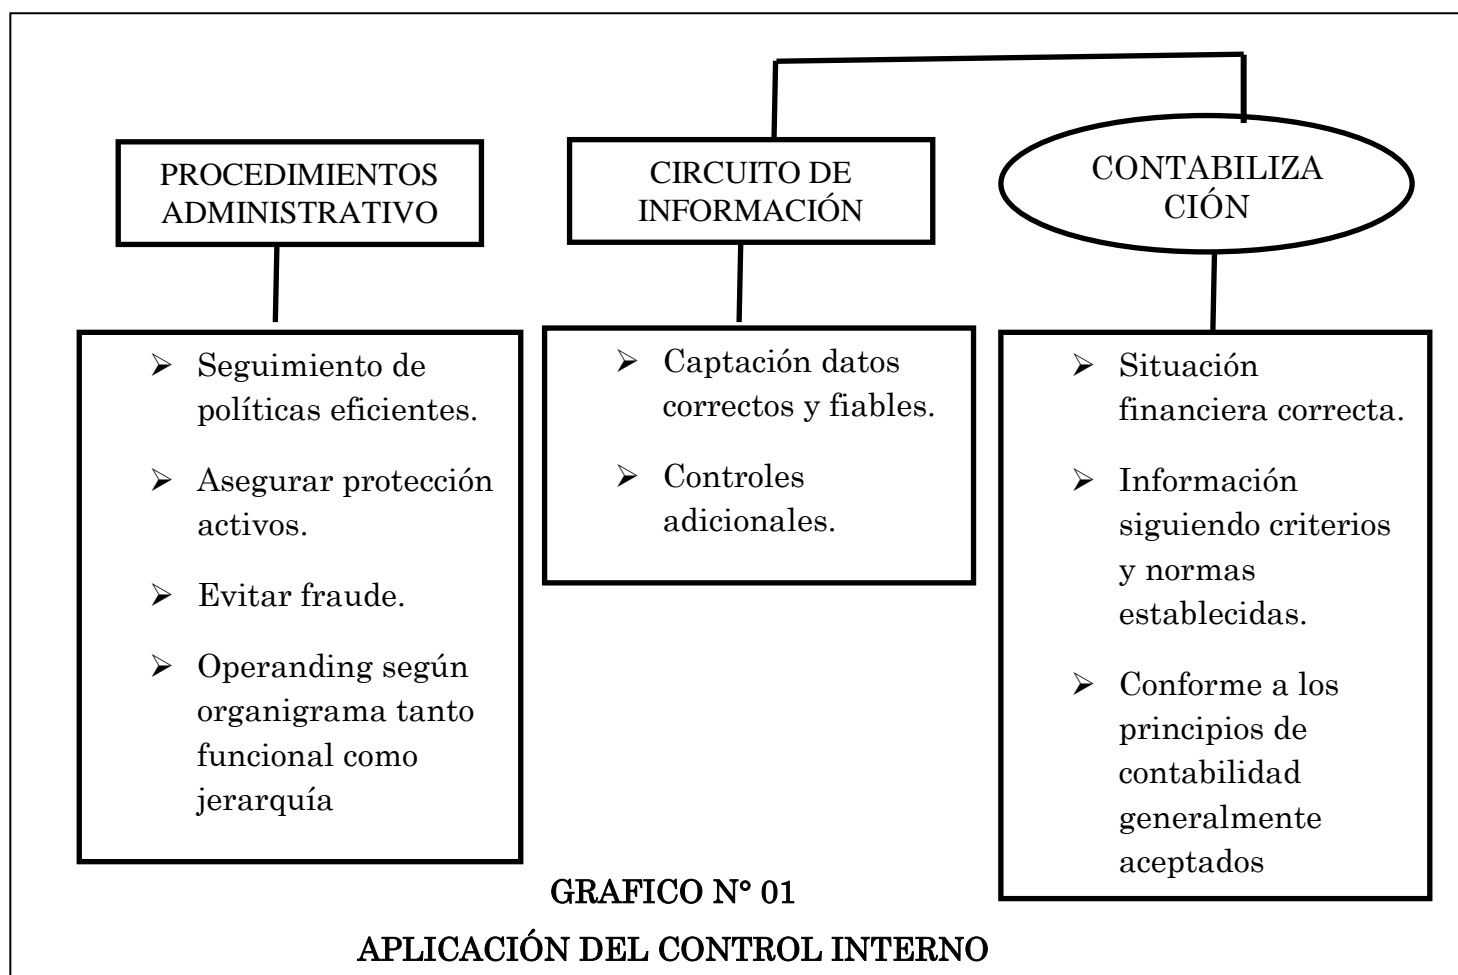 PROCEDIMIENTOS
ADMINISTRATIVO
CIRCUITO DE
INFORMACIÓN
CONTABILIZA
CIÓN
➢ Seguimiento de
políticas eficientes.
➢ Asegurar protección
activos.
➢ Evitar fraude.
➢ Operanding según
organigrama tanto
funcional como
jerarquía
➢ Captación datos
correctos y fiables.
➢ Controles
adicionales.
➢ Situación
financiera correcta.
➢ Información
siguiendo criterios
y normas
establecidas.
➢ Conforme a los
principios de
contabilidad
generalmente
aceptados
GRAFICO N° 01
APLICACIÓN DEL CONTROL INTERNO